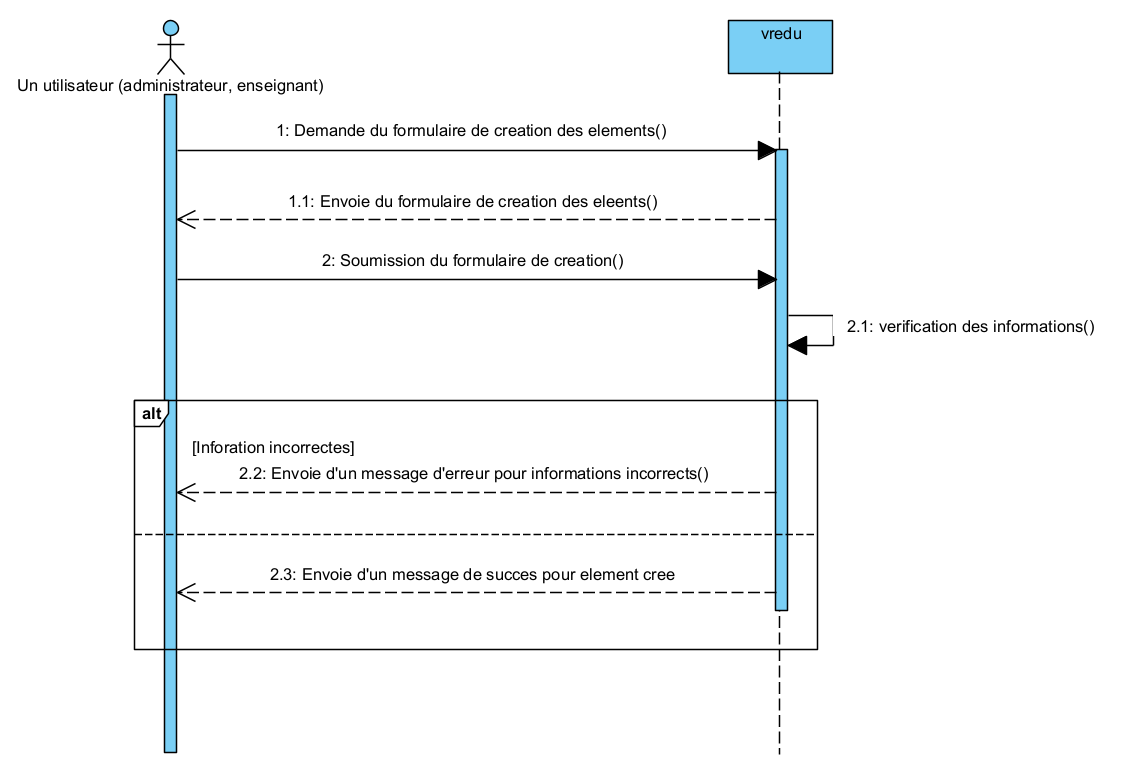 vredu
Un utilisateur (administrateur, enseignant)
1: Demande du formulaire de creation des elements()
1.1: Envoie du formulaire de creation des eleents()
2: Soumission du formulaire de creation()
2.1: verification des informations()
alt
[Inforation incorrectes]
2.2: Envoie d'un message d'erreur pour informations incorrects()
2.3: Envoie d'un message de succes pour element cree